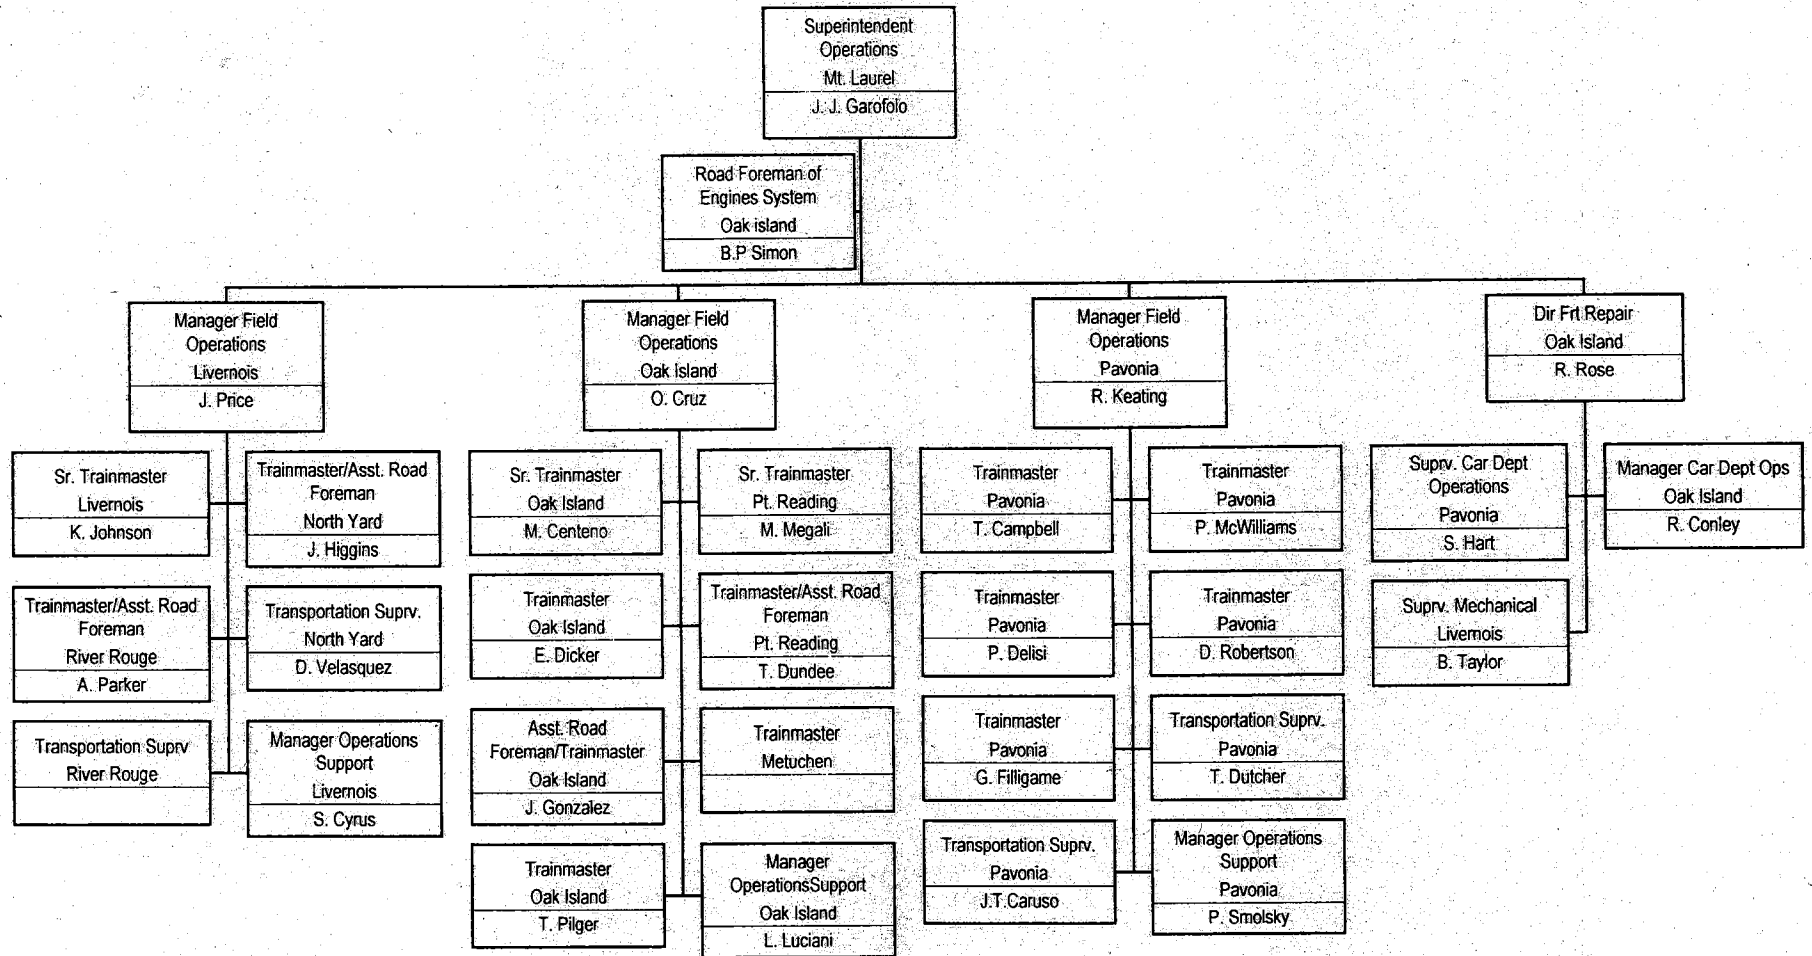 Superintendent
Operations
Mt. Laurel
J. J. Garofolo
Road Foreman of
Engines System
Oak island
B.P Simon
Manager Field
Operations
Livernois
J. Price
Manager Field
Operations
Oak Island
O. Cruz
Manager Field
Operations
Pavonia
R. Keating
Dir Frt Repair
Oak Island
R. Rose
Sr. Trainmaster
Livernois
K. Johnson
Trainmaster/Asst. Road
Foreman
North Yard
J. Higgins
Trainmaster/Asst. Road
Foreman
River Rouge
A. Parker
Transportation Suprv.
North Yard
D. Velasquez
Transportation Suprv
River Rouge
Manager Operations
Support
Livernois
S. Cyrus
Sr. Trainmaster
Oak Island
M. Centeno
Sr. Trainmaster
Pt. Reading
M. Megali
Trainmaster
Oak Island
E. Dicker
Trainmaster/Asst. Road
Foreman
Pt. Reading
T. Dundee
Asst. Road
Foreman/Trainmaster
Oak Island
J. Gonzalez
Trainmaster
Metuchen
Trainmaster
Oak Island
T. Pilger
Manager
OperationsSupport
Oak Island
L. Luciani
Trainmaster
Pavonia
T. Campbell
Trainmaster
Pavonia
P. McWilliams
Trainmaster
Pavonia
P. Delisi
Trainmaster
Pavonia
D. Robertson
Trainmaster
Pavonia
G. Filligame
Transportation Suprv.
Pavonia
T. Dutcher
Transportation Suprv.
Pavonia
J.T.Caruso
Manager Operations
Support
Pavonia
P. Smolsky
Suprv. Car Dept
Operations
Pavonia
S. Hart
Manager Car Dept Ops
Oak Island
R. Conley
Suprv. Mechanical
Livernois
B. Taylor